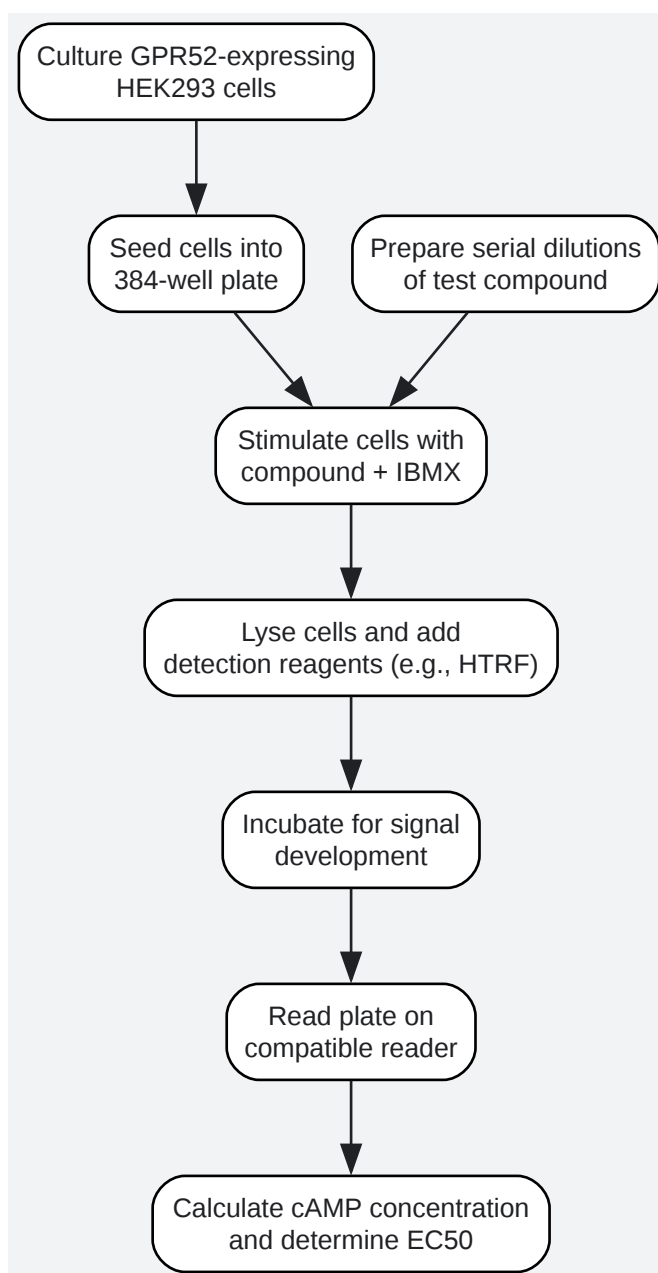 Culture GPR52-expressing
HEK293 cells
Seed cells into
384-well plate
Prepare serial dilutions
of test compound
Stimulate cells with
compound + IBMX
Lyse cells and add
detection reagents (e.g., HTRF)
Incubate for signal
development
Read plate on
compatible reader
Calculate cAMP concentration
and determine EC50